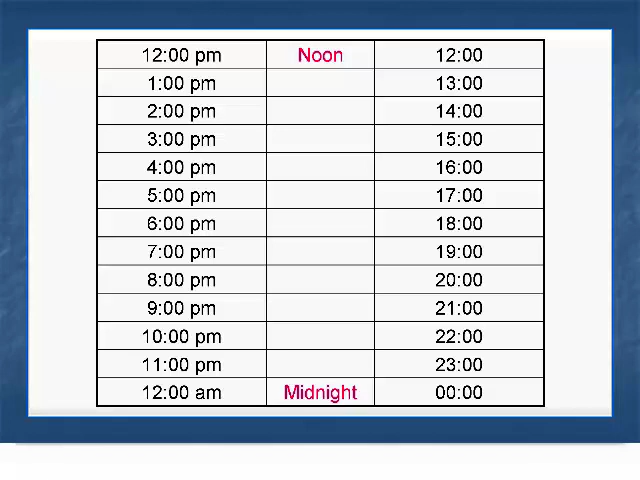 12:00 pm Noon 12:00
1:00 pm 13:00
2:00 pm 14:00
3:00 pm 15:00
4:00 pm 16:00
5:00 pm 17:00
6:00 pm 18:00
7:00 pm 19:00
8:00 pm 20:00
9:00 pm 21:00
10:00 pm 22:00
11:00 pm 23:00
12:00 am Midnight 00:00